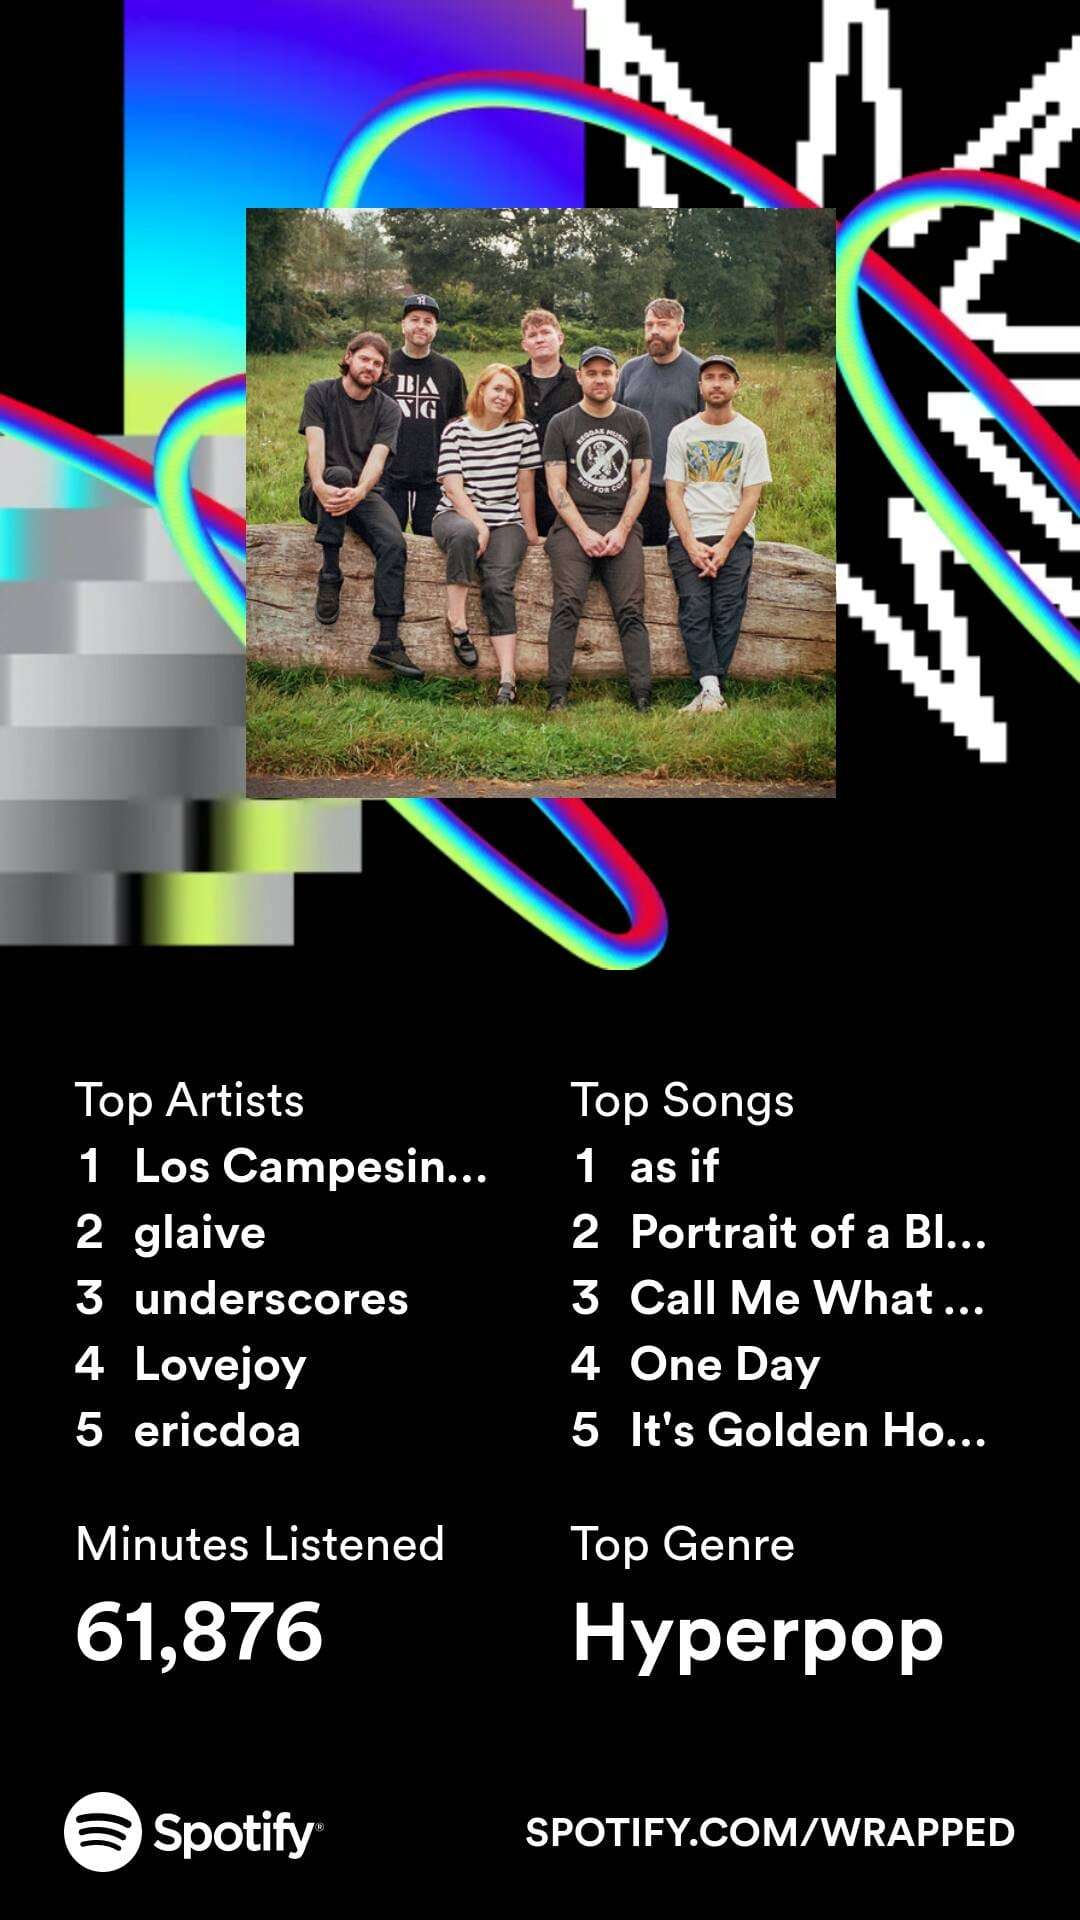 BA
NG
REGGAE MUSIC
NOT FOR COPS
Top Artists
1 Los Campesin...
2 glaive
3 underscores
4 Lovejoy
5 ericdoa
Top Songs
1 as if
2 Portrait of a Bl...
3 Call Me What ...
4 One Day
5 It's Golden Ho...
Minutes Listened
61,876
Top Genre
Hyperpop
Spotify®
SPOTIFY.COM/WRAPPED